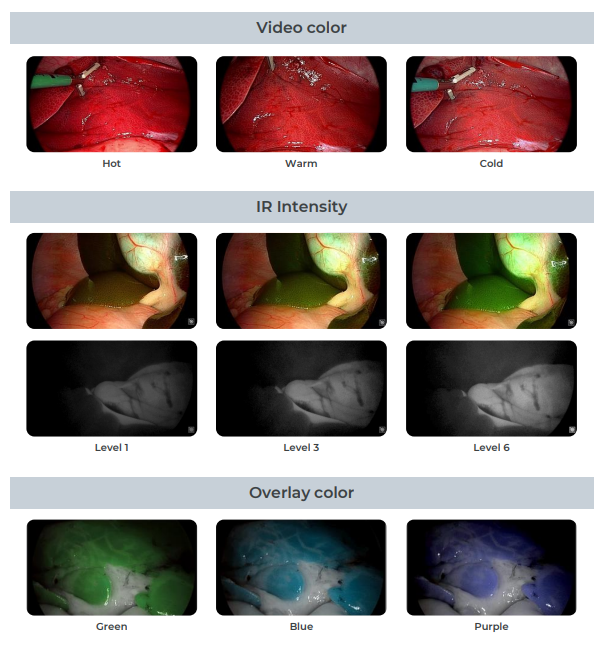 Video color
Hot
Warm
Cold
IR Intensity
Level 1
Level 3
Level 6
Overlay color
Green
Blue
Purple